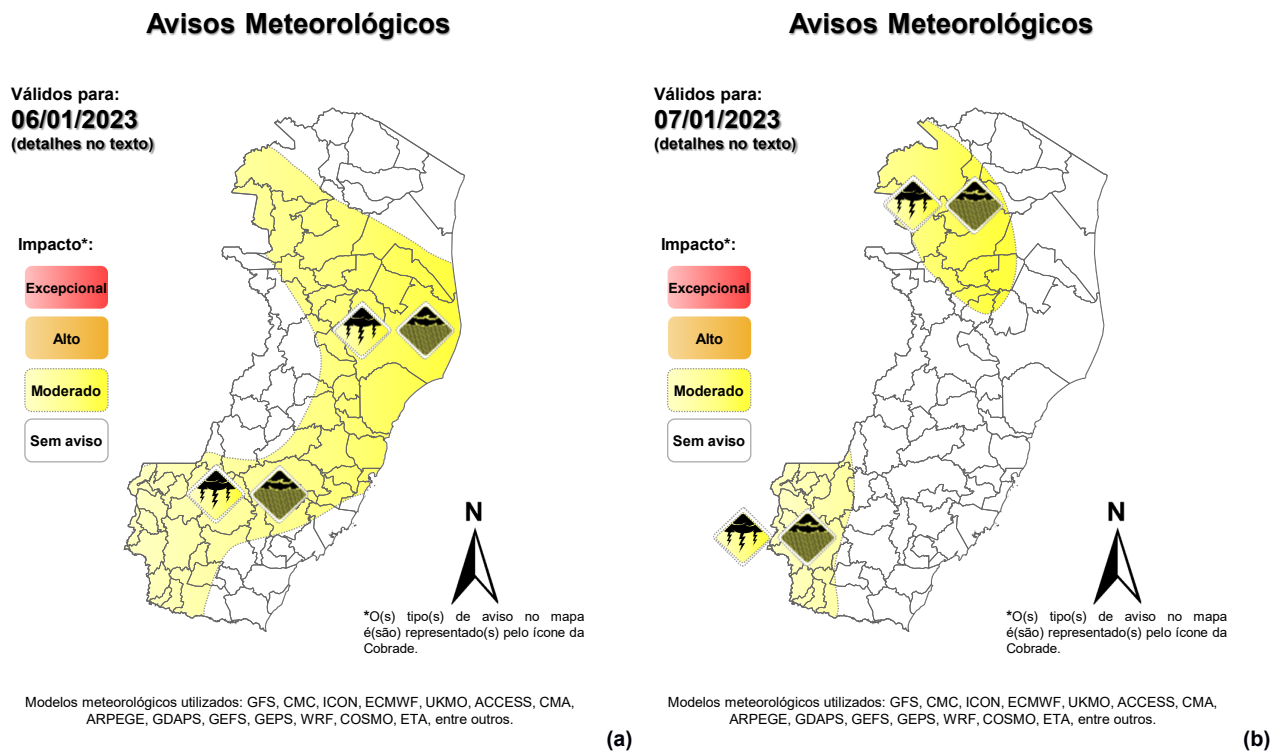 Avisos Meteorológicos
Válidos para:
06/01/2023
(detalhes no texto)
Impacto*:
Excepcional
Alto
Moderado
Sem aviso
N
*O(s) tipo(s) de aviso no mapa
é(são) representado(s) pelo ícone da
Cobrade.
Modelos meteorológicos utilizados: GFS, CMC, ICON, ECMWF, UKMO, ACCESS, CMA,
ARPEGE, GDAPS, GEFS, GEPS, WRF, COSMO, ETA, entre outros.
(a)
Avisos Meteorológicos
Válidos para:
07/01/2023
(detalhes no texto)
Impacto*:
Excepcional
Alto
Moderado
Sem aviso
N
*O(s) tipo(s) de aviso no mapa
é(são) representado(s) pelo ícone da
Cobrade.
Modelos meteorológicos utilizados: GFS, CMC, ICON, ECMWF, UKMO, ACCESS, CMA,
ARPEGE, GDAPS, GEFS, GEPS, WRF, COSMO, ETA, entre outros.
(b)